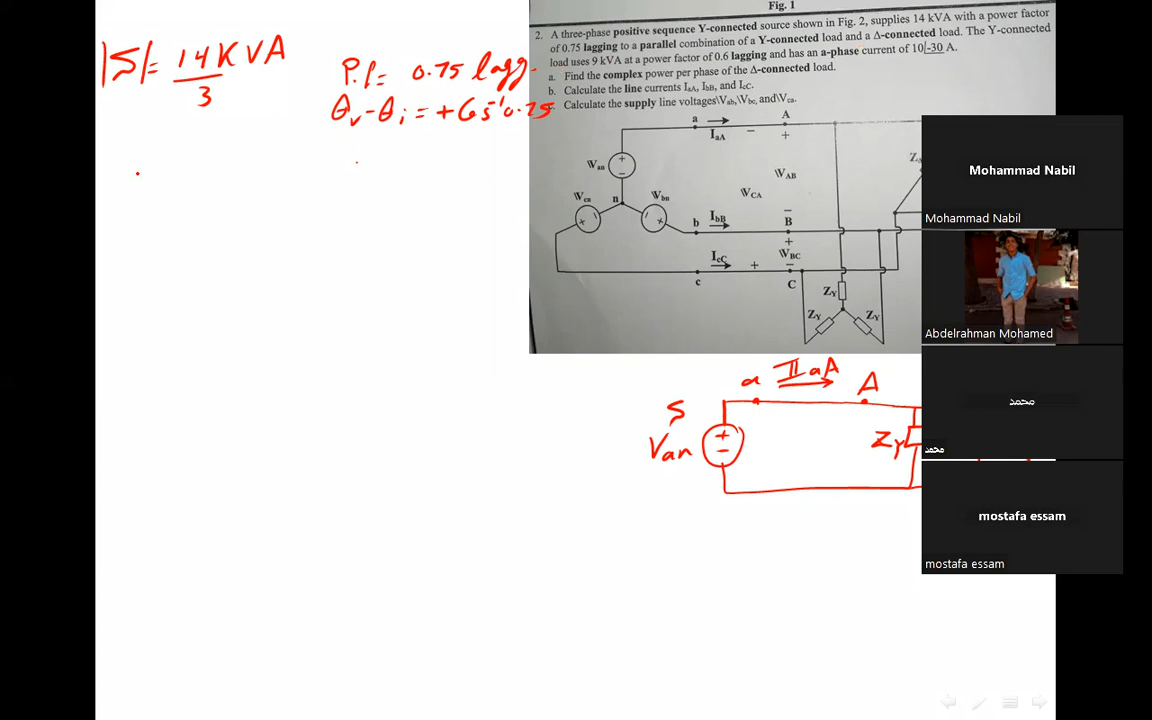 Fig. 1
2. A three-phase positive sequence Y-connected source shown in Fig. 2, supplies 14 kVA with a power factor
of 0.75 lagging to a parallel combination of a Y-connected load and a Δ-connected load. The Y-connected
load uses 9 kVA at a power factor of 0.6 lagging and has an a-phase current of 10|-30 A.
a. Find the complex power per phase of the Δ-connected load.
b. Calculate the line currents IaA, IbB, and IcC.
Calculate the supply line voltages\Vab,\Vbc, and\Vca.
|S|= 14 KVA
3
P.f= 0.75 lagg.
θv-θi = +Cos⁻¹0.75
a
IaA
−
A
+
Van
+
−
VAB
VCA
Vcn
n
Vbn
b
IbB
−
B
+
VBC
−
IcC
+
c
C
ZY
ZY
ZY
a
IaA
A
S
Van
+
−
ZY
Mohammad Nabil
Mohammad Nabil
Abdelrahman Mohamed
محمد
محمد
mostafa essam
mostafa essam